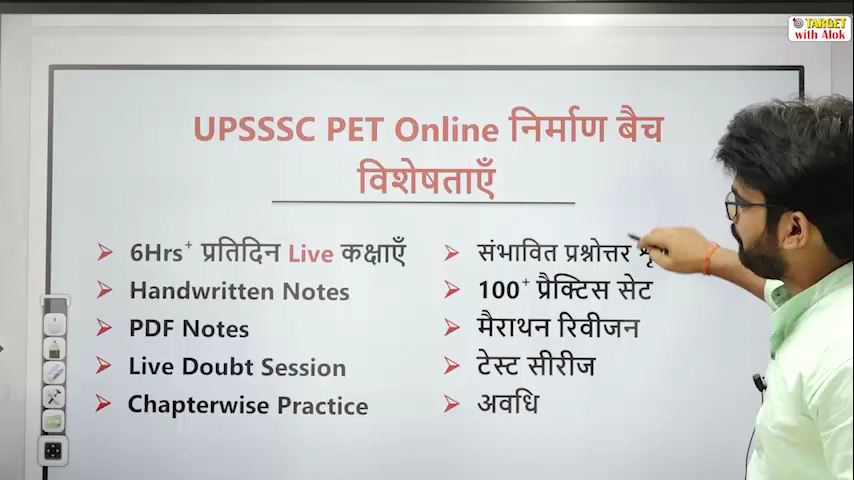 TARGET
with Alok
UPSSSC PET Online निर्माण बैच
विशेषताएँ
6Hrs+ प्रतिदिन Live कक्षाएँ
Handwritten Notes
PDF Notes
Live Doubt Session
Chapterwise Practice
संभावित प्रश्नोत्तर
100+ प्रैक्टिस सेट
मैराथन रिवीजन
टेस्ट सीरीज
अवधि